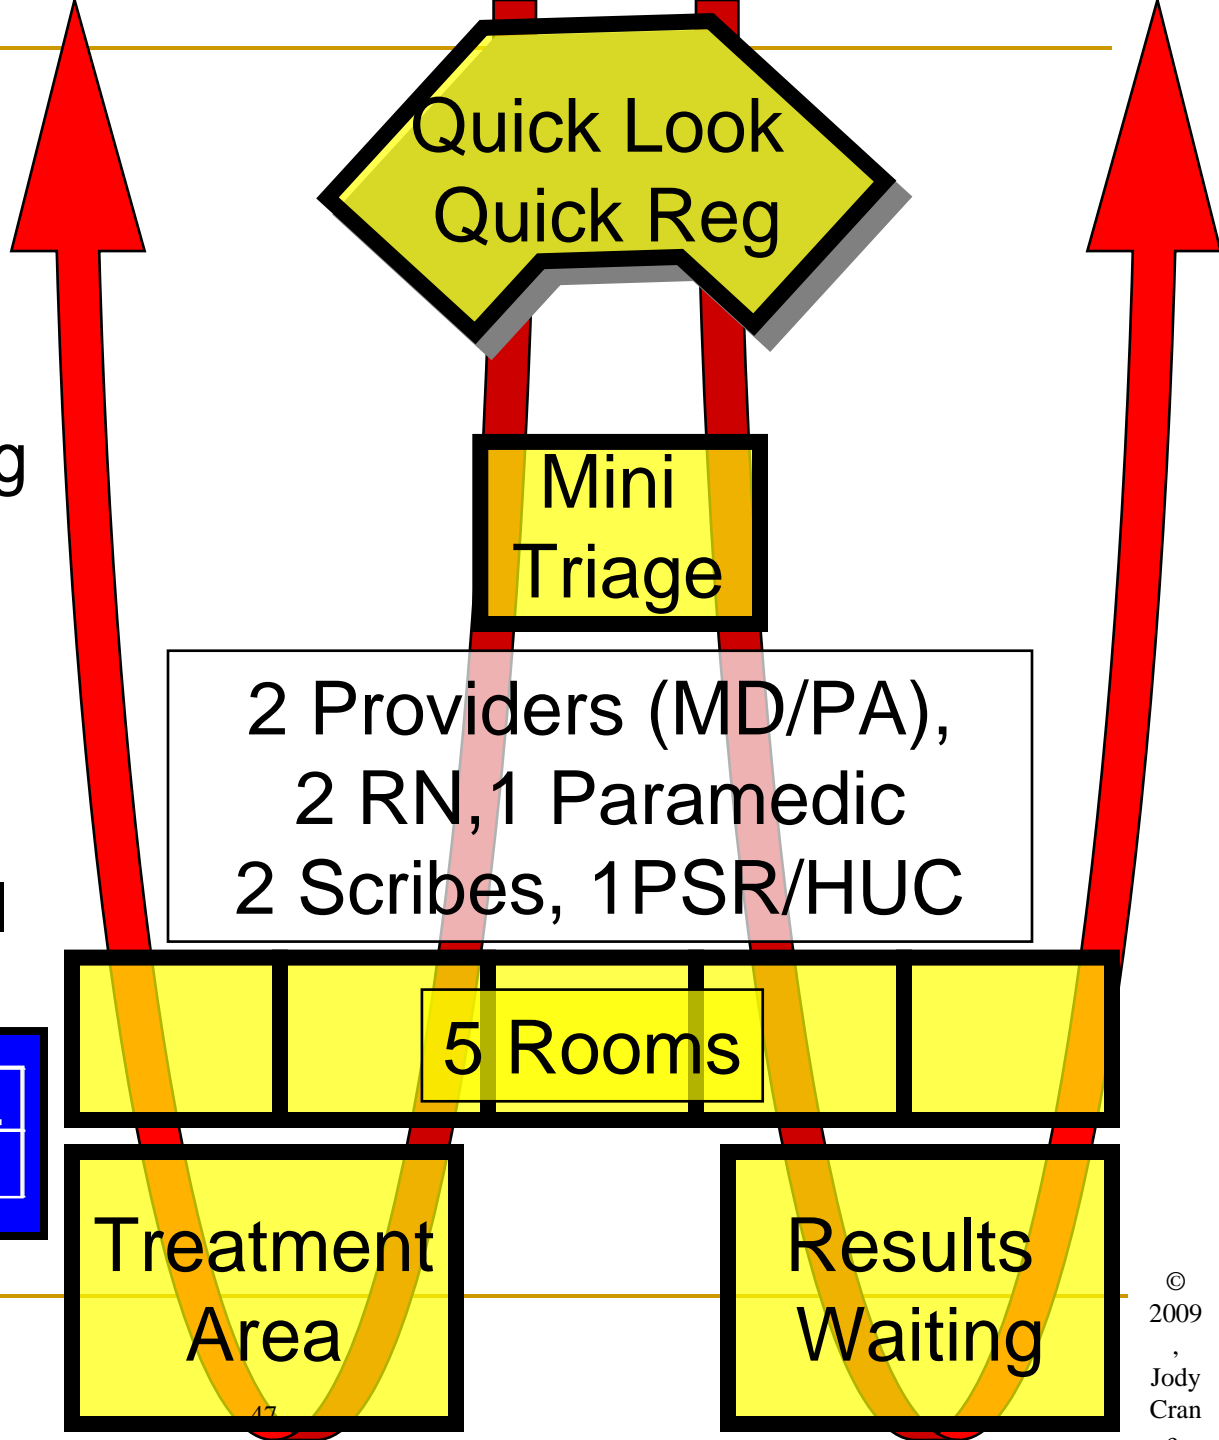 Quick Look
Quick Reg
g
Mini
Triage
2 Providers (MD/PA),
2 RN,1 Paramedic
2 Scribes, 1PSR/HUC
5 Rooms
Treatment
Area
Results
Waiting
47
©
2009
,
Jody
Cran